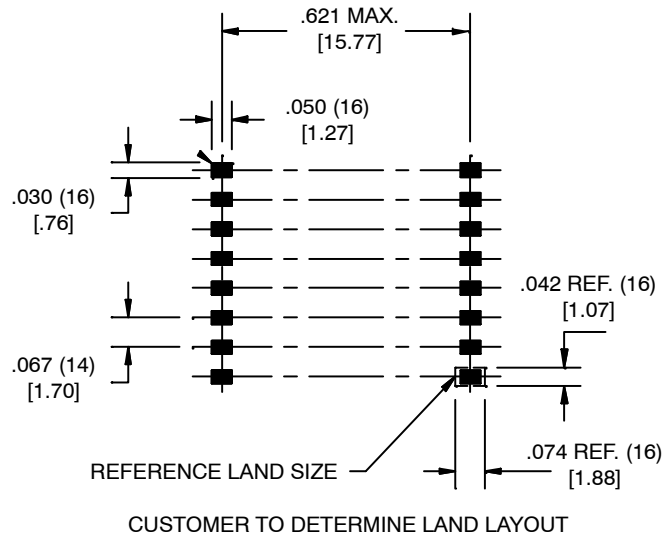 .621 MAX.
[15.77]
.050 (16)
[1.27]
.030 (16)
[.76]
.042 REF. (16)
[1.07]
.067 (14)
[1.70]
.074 REF. (16)
[1.88]
REFERENCE LAND SIZE
CUSTOMER TO DETERMINE LAND LAYOUT